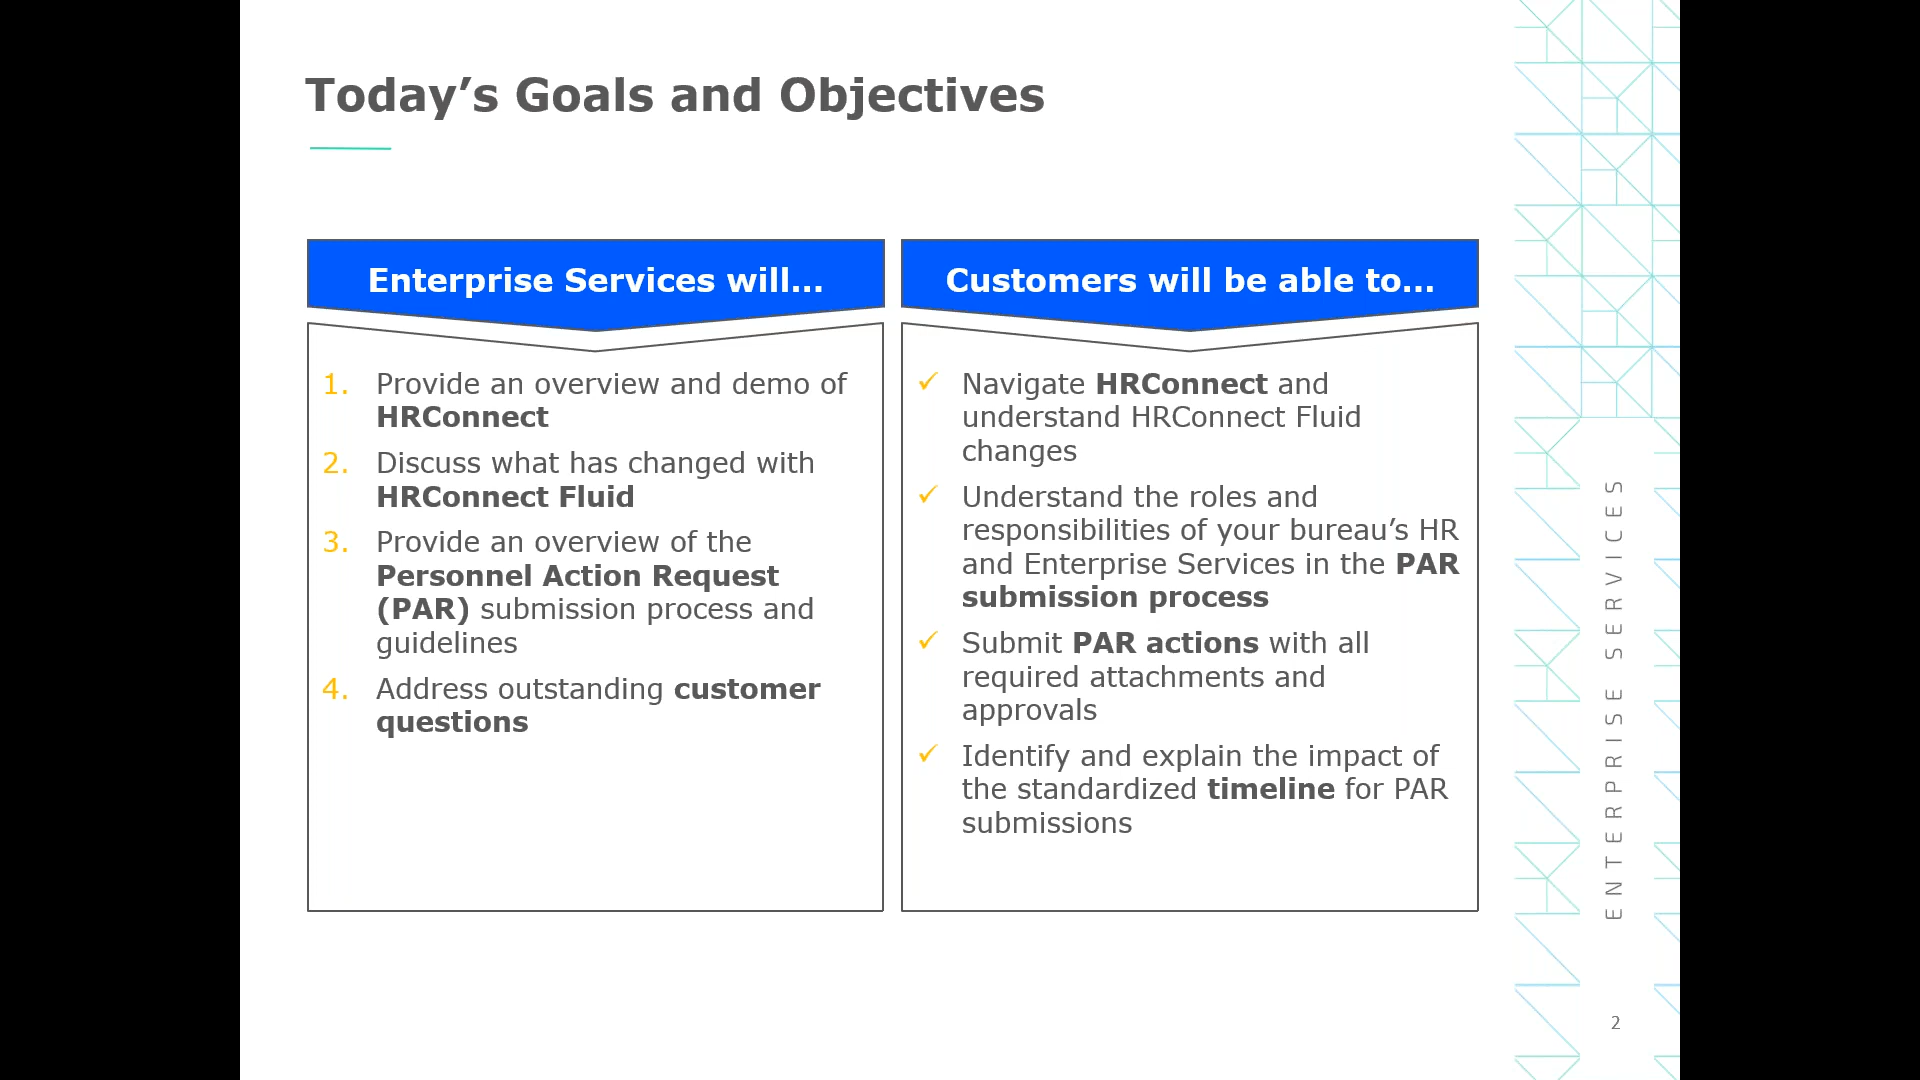 Today’s Goals and Objectives
Enterprise Services will...
1. Provide an overview and demo of
HRConnect
2. Discuss what has changed with
HRConnect Fluid
3. Provide an overview of the
Personnel Action Request
(PAR) submission process and
guidelines
4. Address outstanding customer
questions
Customers will be able to...
✓ Navigate HRConnect and
understand HRConnect Fluid
changes
✓ Understand the roles and
responsibilities of your bureau’s HR
and Enterprise Services in the PAR
submission process
✓ Submit PAR actions with all
required attachments and
approvals
✓ Identify and explain the impact of
the standardized timeline for PAR
submissions
ENTERPRISE SERVICES
2